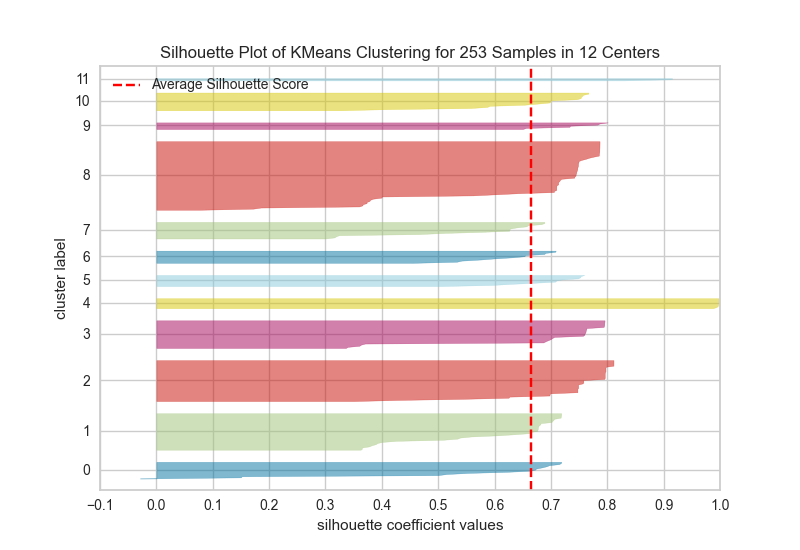 Silhouette Plot of KMeans Clustering for 253 Samples in 12 Centers
Average Silhouette Score
cluster label
11
10
9
8
7
6
5
4
3
2
1
0
−0.1 0.0 0.1 0.2 0.3 0.4 0.5 0.6 0.7 0.8 0.9 1.0
silhouette coefficient values